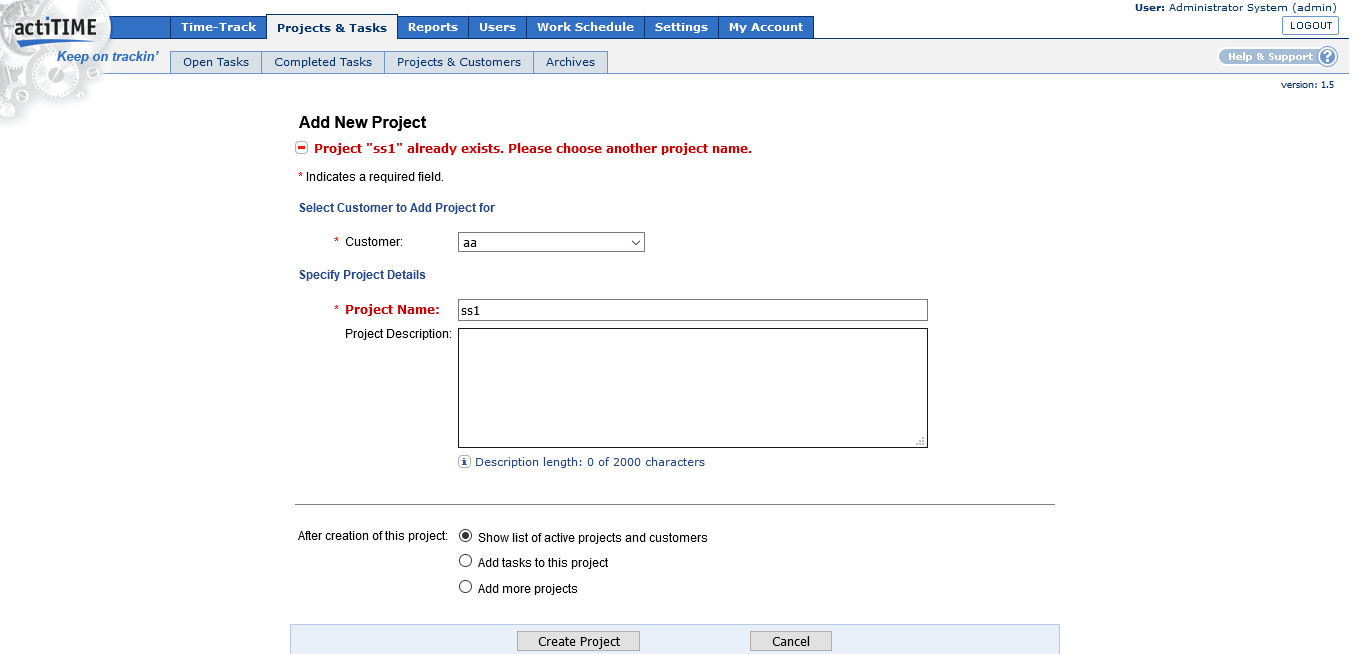 User: Administrator System (admin)
actiTIME
Time-Track Projects & Tasks Reports Users Work Schedule Settings My Account
LOGOUT
Keep on trackin'
Open Tasks Completed Tasks Projects & Customers Archives
Help & Support ?
version: 1.5
Add New Project
Project "ss1" already exists. Please choose another project name.
* Indicates a required field.
Select Customer to Add Project for
* Customer: aa
Specify Project Details
* Project Name: ss1
Project Description:
Description length: 0 of 2000 characters
After creation of this project: Show list of active projects and customers
Add tasks to this project
Add more projects
Create Project Cancel